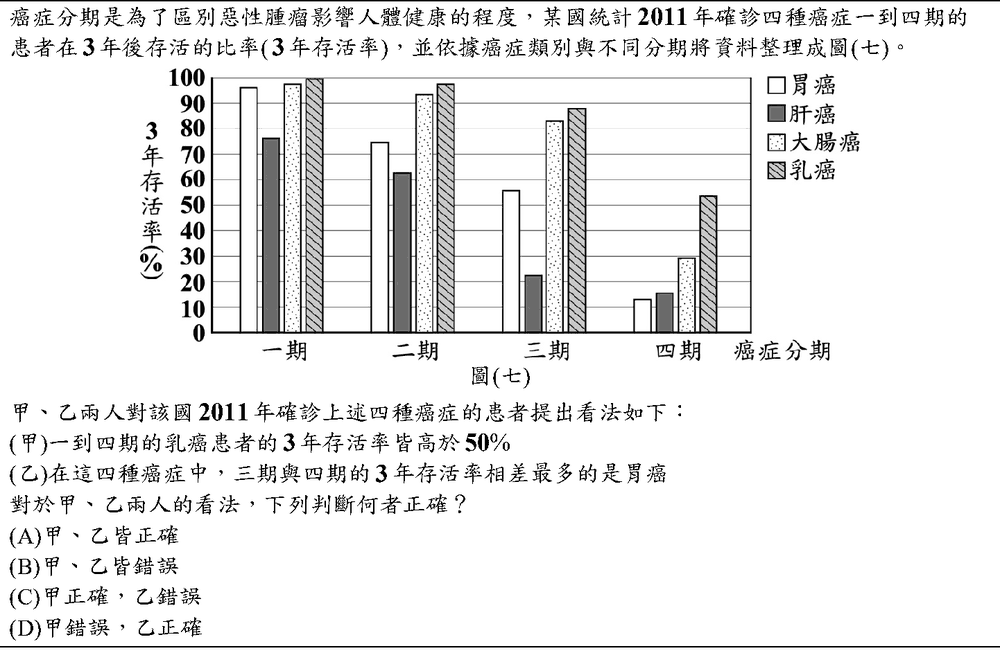 癌症分期是為了區別惡性腫瘤影響人體健康的程度，某國統計2011年確診四種癌症一到四期的
患者在3年後存活的比率(3年存活率)，並依據癌症類別與不同分期將資料整理成圖(七)。
3年存活率(%)
100
90
80
70
60
50
40
30
20
10
0
胃癌
肝癌
大腸癌
乳癌
一期 二期 三期 四期 癌症分期
圖(七)
甲、乙兩人對該國2011年確診上述四種癌症的患者提出看法如下：
(甲)一到四期的乳癌患者的3年存活率皆高於50%
(乙)在這四種癌症中，三期與四期的3年存活率相差最多的是胃癌
對於甲、乙兩人的看法，下列判斷何者正確？
(A)甲、乙皆正確
(B)甲、乙皆錯誤
(C)甲正確，乙錯誤
(D)甲錯誤，乙正確